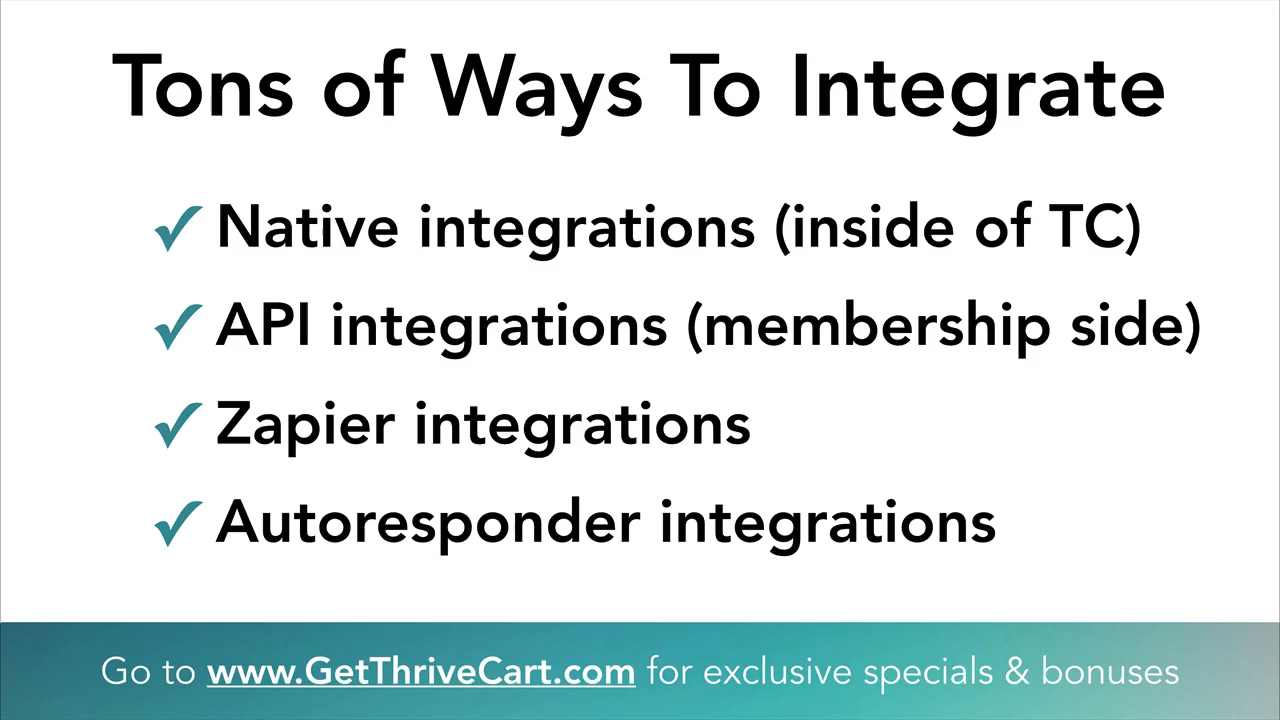 Tons of Ways To Integrate
✓ Native integrations (inside of TC)
✓ API integrations (membership side)
✓ Zapier integrations
✓ Autoresponder integrations
Go to www.GetThriveCart.com for exclusive specials & bonuses